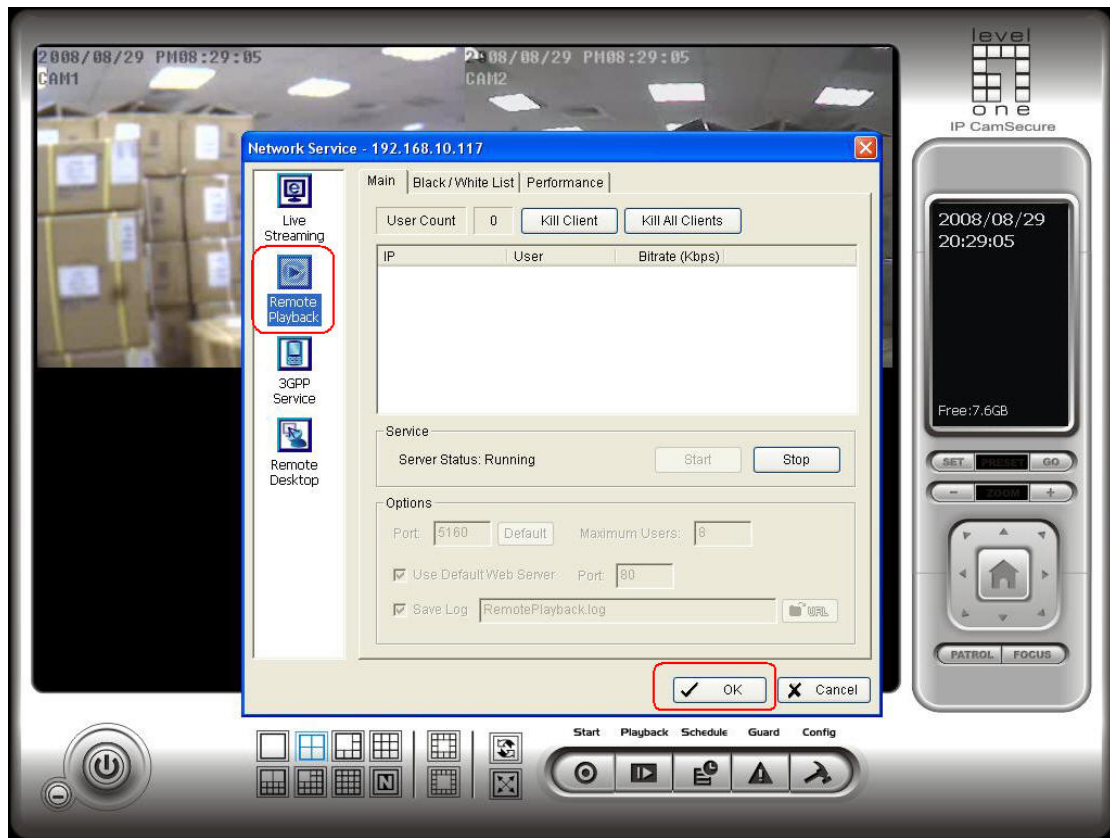 level
one
IP CamSecure
2008/08/29 PM08:29:05
CAM1
2008/08/29 PM08:29:05
CAM2
2008/08/29
20:29:05
Free:7.6GB
SET PRESET GO
- ZOOM +
PATROL FOCUS
Network Service - 192.168.10.117
Live
Streaming
Remote
Playback
3GPP
Service
Remote
Desktop
Main Black / White List Performance
User Count 0 Kill Client Kill All Clients
IP User Bitrate (Kbps)
Service
Server Status: Running Start Stop
Options
Port: 5160 Default Maximum Users: 8
Use Default Web Server Port: 80
Save Log RemotePlayback.log URL
OK Cancel
Start Playback Schedule Guard Config
N